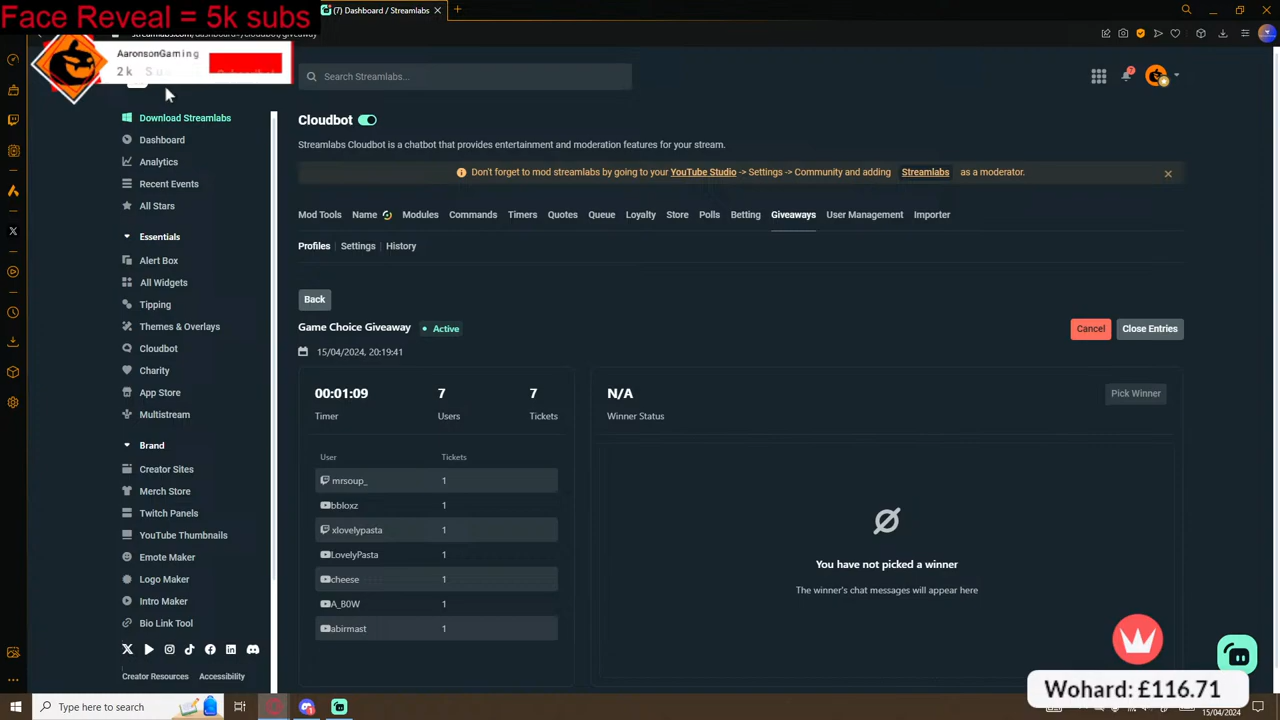 Face Reveal = 5k subs
(7) Dashboard / Streamlabs
AaronsonGaming
2k Su
Search Streamlabs...
Download Streamlabs
Dashboard
Analytics
Recent Events
All Stars
Essentials
Alert Box
All Widgets
Tipping
Themes & Overlays
Cloudbot
Charity
App Store
Multistream
Brand
Creator Sites
Merch Store
Twitch Panels
YouTube Thumbnails
Emote Maker
Logo Maker
Intro Maker
Bio Link Tool
Creator Resources Accessibility
Cloudbot
Streamlabs Cloudbot is a chatbot that provides entertainment and moderation features for your stream.
Don't forget to mod streamlabs by going to your YouTube Studio -> Settings -> Community and adding Streamlabs as a moderator.
Mod Tools Name Modules Commands Timers Quotes Queue Loyalty Store Polls Betting Giveaways User Management Importer
Profiles Settings History
Back
Game Choice Giveaway Active
Cancel Close Entries
15/04/2024, 20:19:41
00:01:09 7 7
Timer Users Tickets
User Tickets
mrsoup_ 1
bbloxz 1
xlovelypasta 1
LovelyPasta 1
cheese 1
A_B0W 1
abirmast 1
N/A
Winner Status
Pick Winner
You have not picked a winner
The winner's chat messages will appear here
Wohard: £116.71
Type here to search
15/04/2024